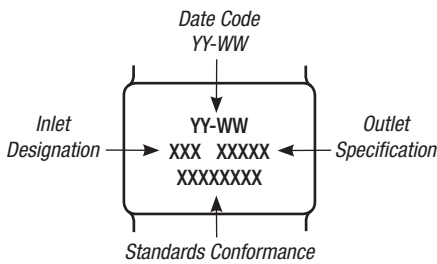 Date Code
YY-WW
YY-WW
Inlet
Designation
XXX XXXXX
Outlet
Specification
XXXXXXXX
Standards Conformance